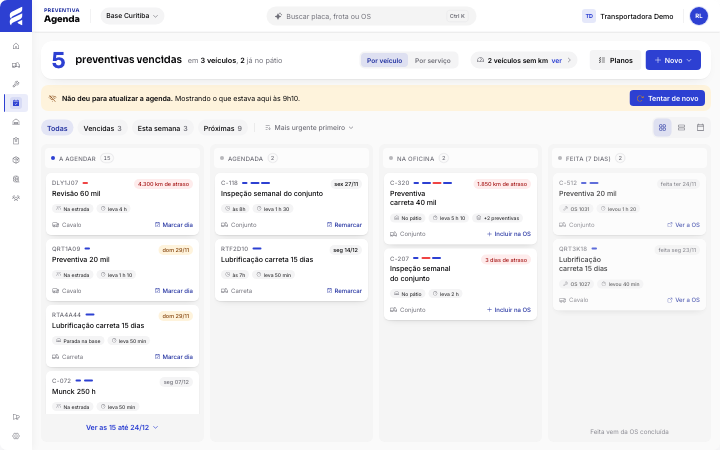 PREVENTIVA
Agenda
Base Curitiba
Buscar placa, frota ou OS
Ctrl K
TD
Transportadora Demo
RL
5 preventivas vencidas
em 3 veículos, 2 já no pátio
Por veículo
Por serviço
2 veículos sem km ver
Planos
Novo
Não deu para atualizar a agenda. Mostrando o que estava aqui às 9h10.
Tentar de novo
Todas
Vencidas 3
Esta semana 3
Próximas 9
Mais urgente primeiro
A AGENDAR 15
DLY1J07
4.300 km de atraso
Revisão 60 mil
Na estrada
leva 4 h
Cavalo
Marcar dia
QRT1A09
dom 29/11
Preventiva 20 mil
Na estrada
leva 1 h 10
Cavalo
Marcar dia
RTA4A44
dom 29/11
Lubrificação carreta 15 dias
Parada na base
leva 50 min
Carreta
Marcar dia
C-072
seg 07/12
Munck 250 h
Na estrada
leva 50 min
Ver as 15 até 24/12
AGENDADA 2
C-118
sex 27/11
Inspeção semanal do conjunto
às 8h
leva 1 h 30
Conjunto
Remarcar
RTF2D10
seg 14/12
Lubrificação carreta 15 dias
às 7h
leva 50 min
Carreta
Remarcar
NA OFICINA 2
C-320
1.850 km de atraso
Preventiva
carreta 40 mil
No pátio
leva 5 h 10
+2 preventivas
Conjunto
Incluir na OS
C-207
3 dias de atraso
Inspeção semanal
do conjunto
No pátio
leva 2 h
Conjunto
Incluir na OS
FEITA (7 DIAS) 2
C-512
feita ter 24/11
Preventiva 20 mil
OS 1031
levou 1 h 20
Conjunto
Ver a OS
QRT3K18
feita seg 23/11
Lubrificação
carreta 15 dias
OS 1027
levou 40 min
Cavalo
Ver a OS
Feita vem da OS concluída